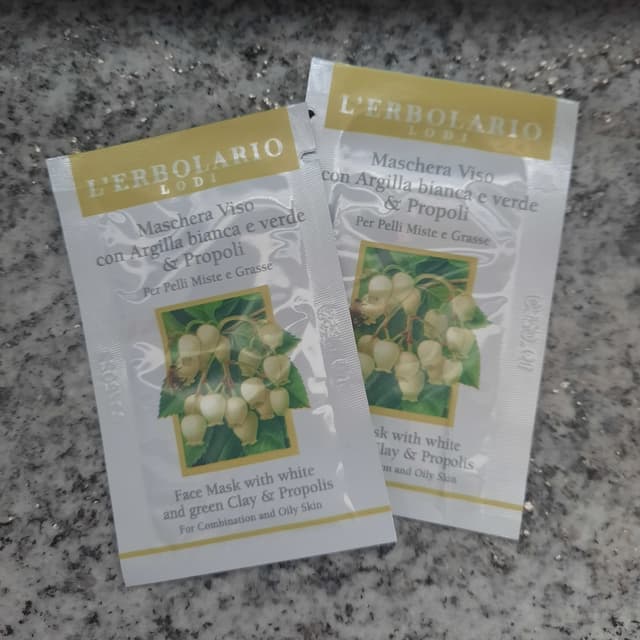 L'ERBOLARIO
LODI
Maschera Viso
con Argilla bianca e verde
& Propoli
Per Pelli Miste e Grasse
Face Mask with white
and green Clay & Propolis
For Combination and Oily Skin
L'ERBOLARIO
LODI
Maschera Viso
con Argilla bianca e verde
& Propoli
Per Pelli Miste e Grasse
sk with white
lay & Propolis
and Oily Skin